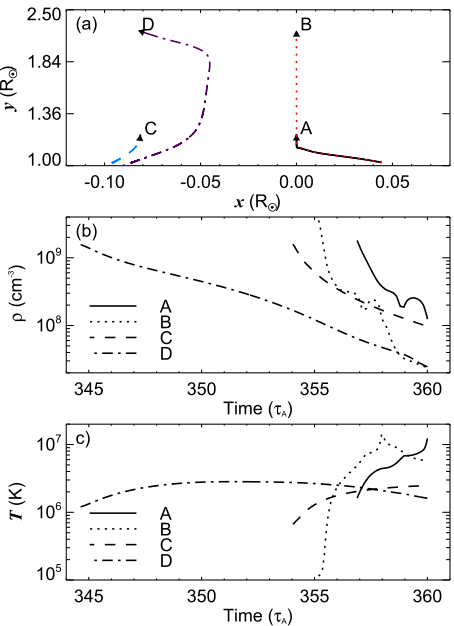 (a)
2.50
1.84
1.36
1.00
y (R☉)
D
B
C
A
-0.10
-0.05
0.00
0.05
x (R☉)
(b)
10⁹
10⁸
ρ (cm⁻³)
A
B
C
D
345
350
355
360
Time (τA)
c)
10⁷
10⁶
10⁵
T (K)
A
B
C
D
345
350
355
360
Time (τA)